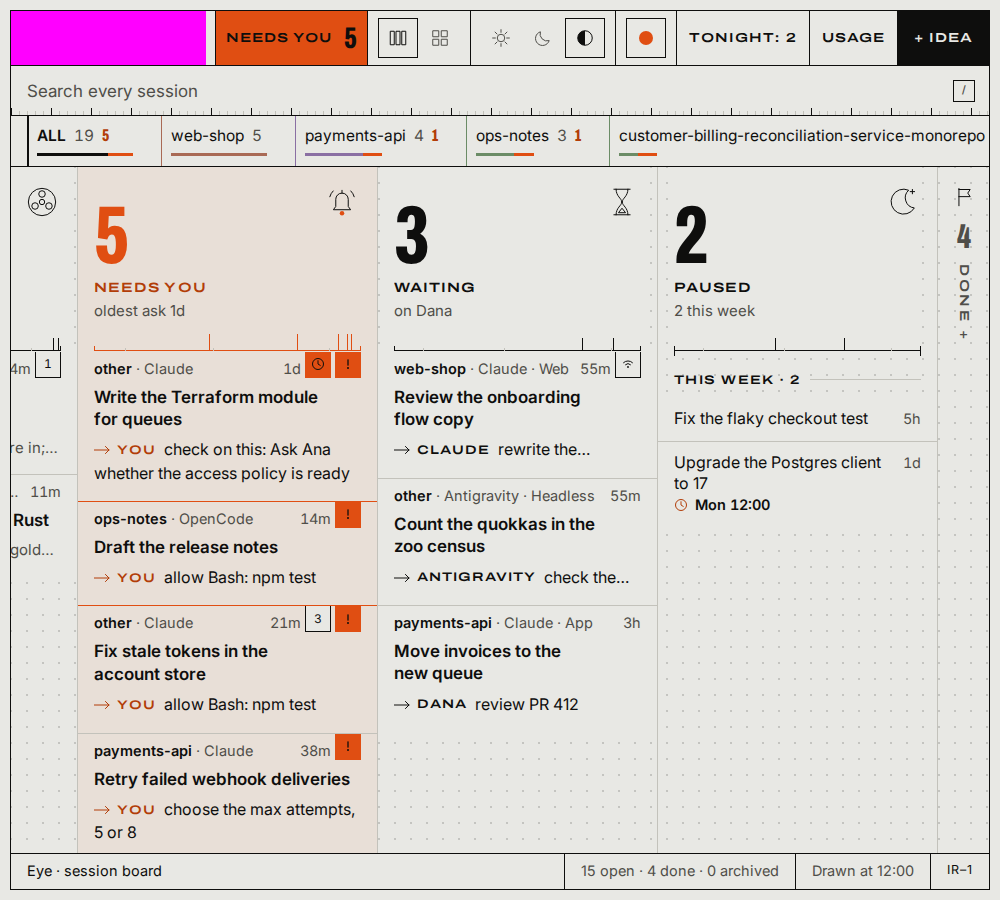 NEEDS YOU 5
TONIGHT: 2
USAGE
+ IDEA
Search every session
/
ALL 19 5
web-shop 5
payments-api 4 1
ops-notes 3 1
customer-billing-reconciliation-service-monorepo
4m 1
re in;...
.. 11m
Rust
gold...
5
NEEDS YOU
oldest ask 1d
other · Claude 1d !
Write the Terraform module
for queues
→ YOU check on this: Ask Ana
whether the access policy is ready
ops-notes · OpenCode 14m !
Draft the release notes
→ YOU allow Bash: npm test
other · Claude 21m 3 !
Fix stale tokens in the
account store
→ YOU allow Bash: npm test
payments-api · Claude 38m !
Retry failed webhook deliveries
→ YOU choose the max attempts,
5 or 8
3
WAITING
on Dana
web-shop · Claude · Web 55m
Review the onboarding
flow copy
→ CLAUDE rewrite the...
other · Antigravity · Headless 55m
Count the quokkas in the
zoo census
→ ANTIGRAVITY check the...
payments-api · Claude · App 3h
Move invoices to the
new queue
→ DANA review PR 412
2
PAUSED
2 this week
THIS WEEK · 2
Fix the flaky checkout test 5h
Upgrade the Postgres client 1d
to 17
Mon 12:00
4 DONE +
Eye · session board
15 open · 4 done · 0 archived
Drawn at 12:00
IR–1